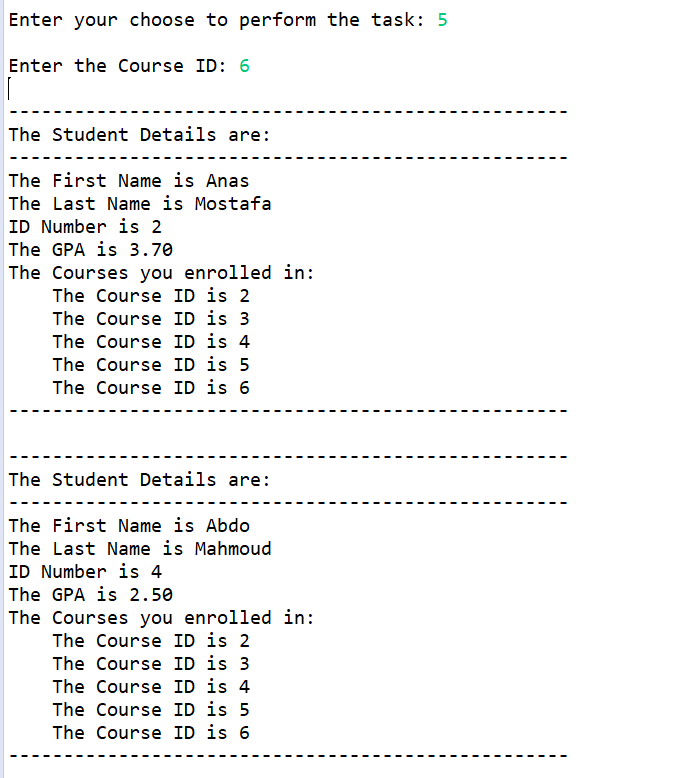 Enter your choose to perform the task: 5
Enter the Course ID: 6
---------------------------------------------------
The Student Details are:
---------------------------------------------------
The First Name is Anas
The Last Name is Mostafa
ID Number is 2
The GPA is 3.70
The Courses you enrolled in:
    The Course ID is 2
    The Course ID is 3
    The Course ID is 4
    The Course ID is 5
    The Course ID is 6
---------------------------------------------------
---------------------------------------------------
The Student Details are:
---------------------------------------------------
The First Name is Abdo
The Last Name is Mahmoud
ID Number is 4
The GPA is 2.50
The Courses you enrolled in:
    The Course ID is 2
    The Course ID is 3
    The Course ID is 4
    The Course ID is 5
    The Course ID is 6
---------------------------------------------------